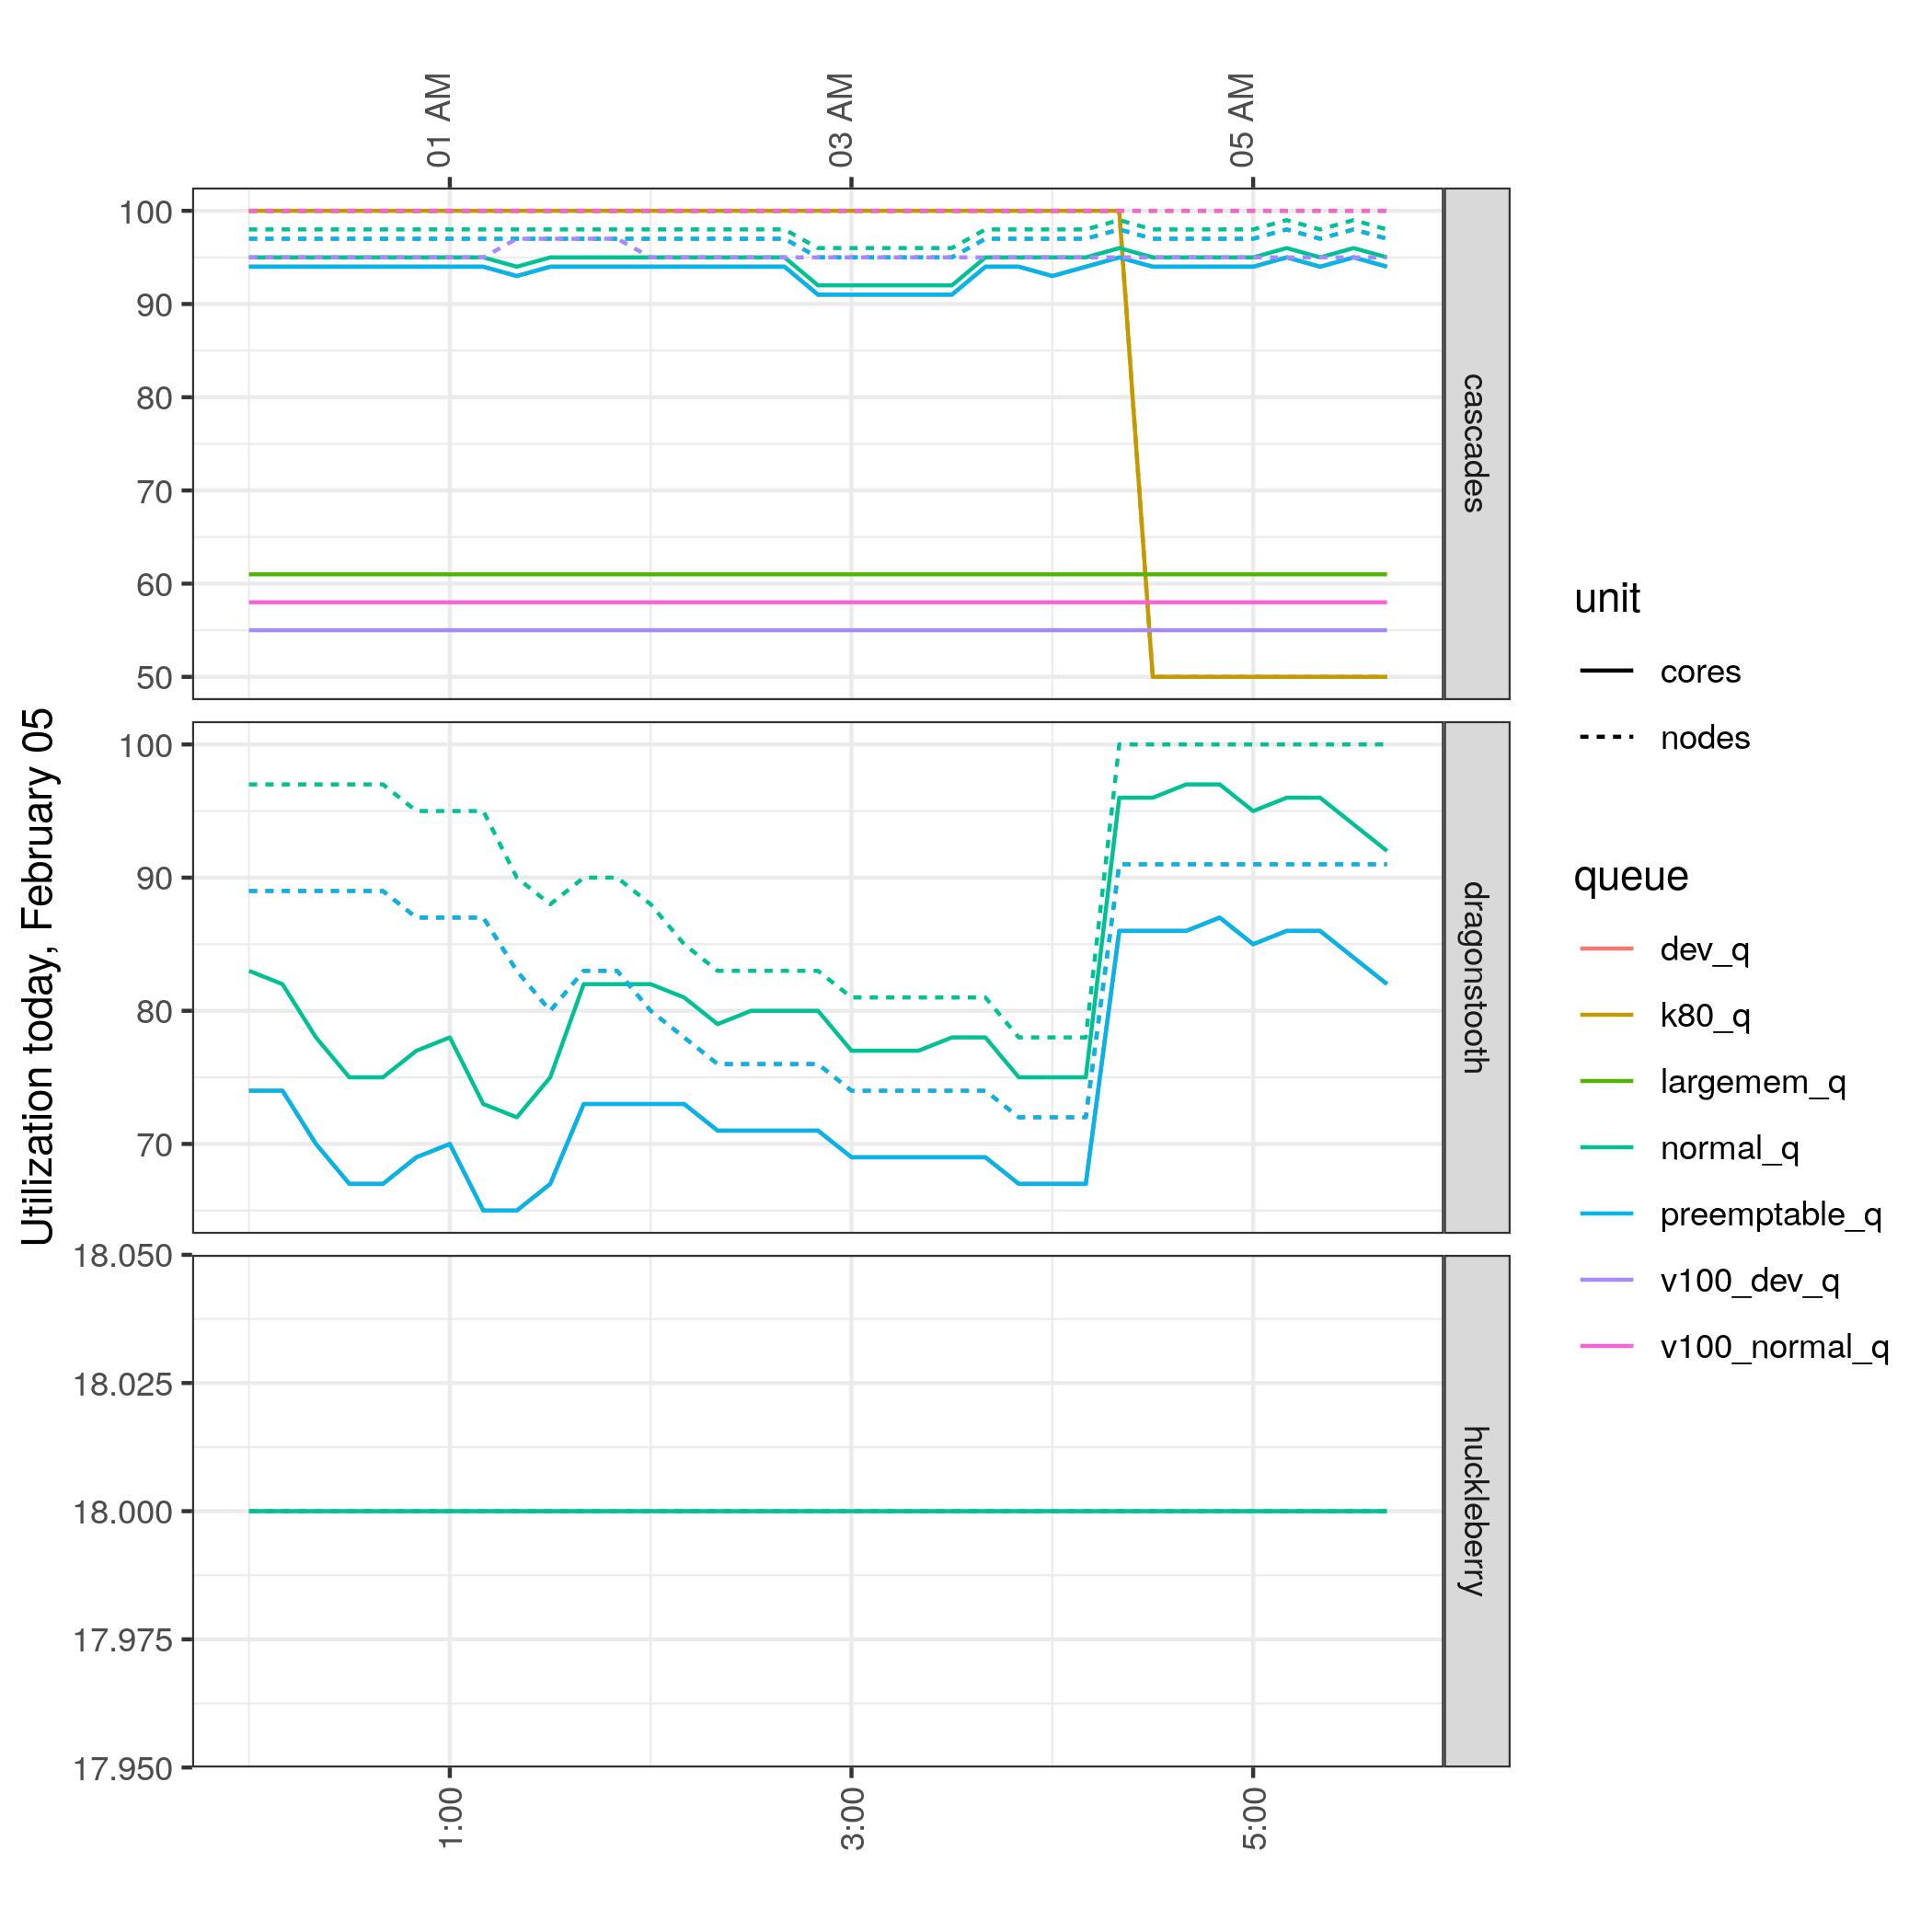 01 AM
03 AM
05 AM
Utilization today, February 05
100
90
80
70
60
50
cascades
100
90
80
70
dragonstooth
18.050
18.025
18.000
17.975
17.950
huckleberry
1:00
3:00
5:00
unit
cores
nodes
queue
dev_q
k80_q
largemem_q
normal_q
preemptable_q
v100_dev_q
v100_normal_q